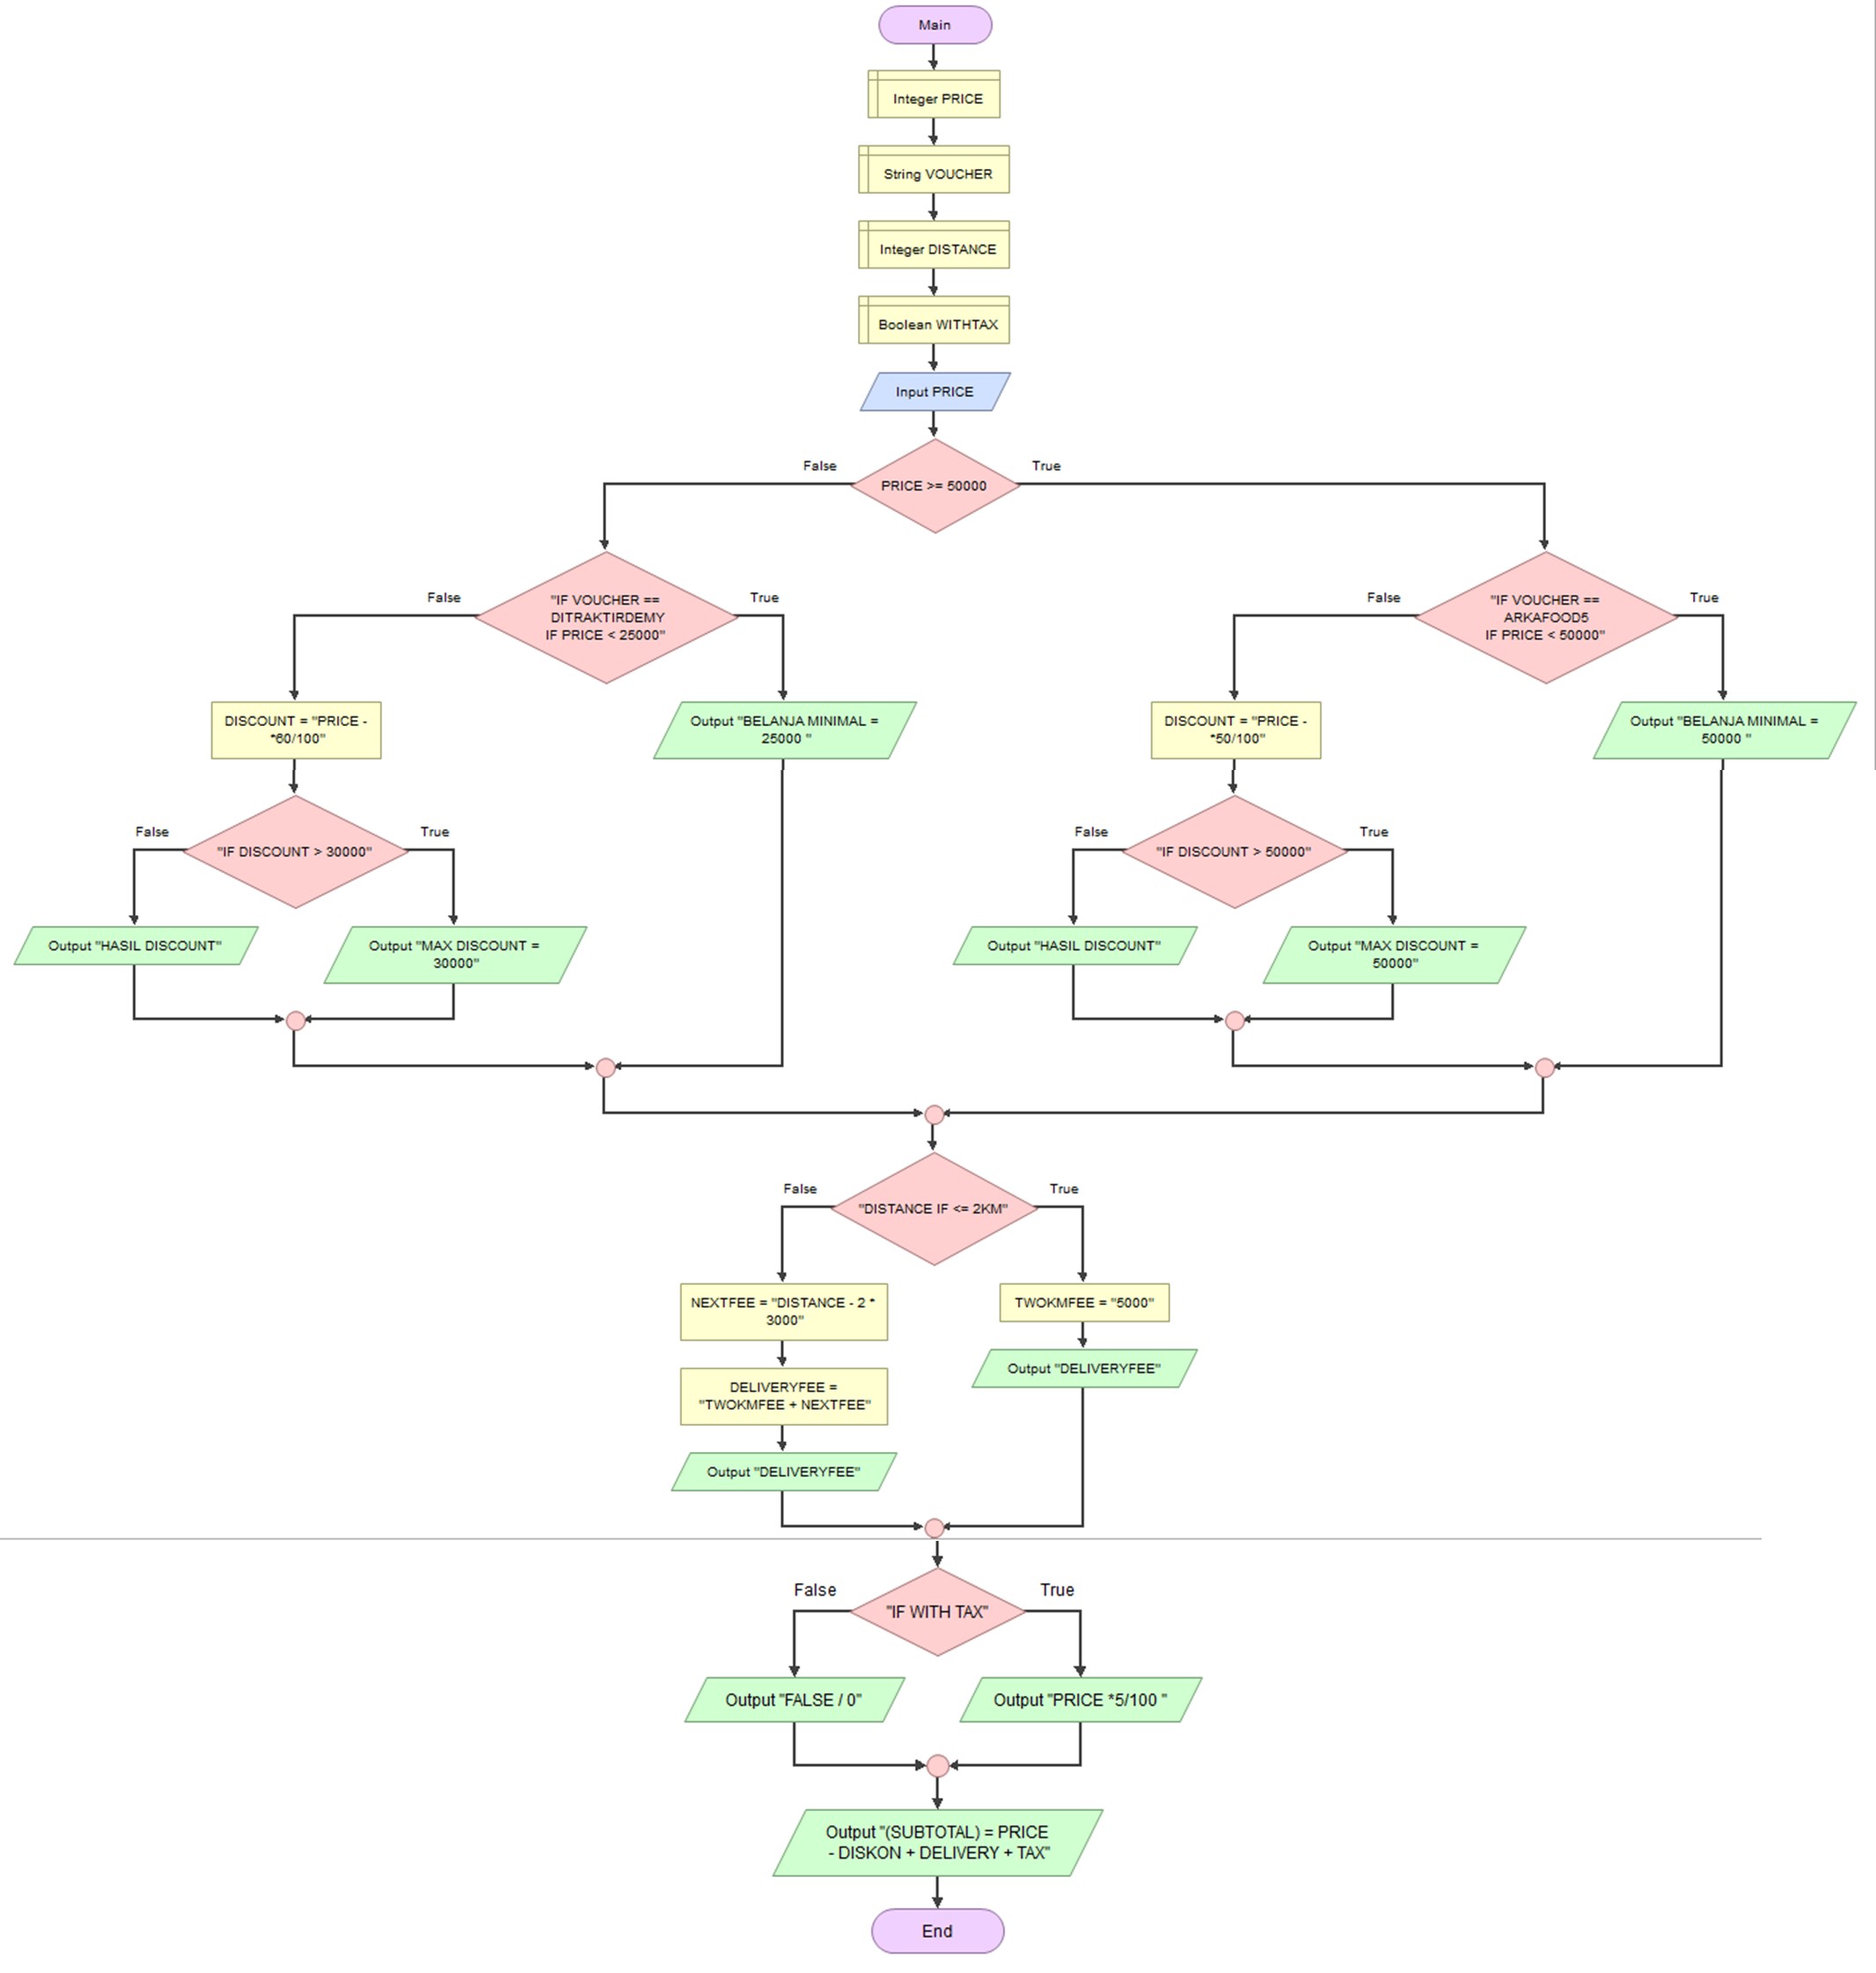 Main
Integer PRICE
String VOUCHER
Integer DISTANCE
Boolean WITHTAX
Input PRICE
False
True
PRICE >= 50000
False
"IF VOUCHER ==
DITRAKTIRDEMY
IF PRICE < 25000"
True
False
"IF VOUCHER ==
ARKAFOOD5
IF PRICE < 50000"
True
DISCOUNT = "PRICE -
*60/100"
Output "BELANJA MINIMAL =
25000 "
DISCOUNT = "PRICE -
*50/100"
Output "BELANJA MINIMAL =
50000 "
False
"IF DISCOUNT > 30000"
True
False
"IF DISCOUNT > 50000"
True
Output "HASIL DISCOUNT"
Output "MAX DISCOUNT =
30000"
Output "HASIL DISCOUNT"
Output "MAX DISCOUNT =
50000"
False
True
"DISTANCE IF <= 2KM"
NEXTFEE = "DISTANCE - 2 *
3000"
TWOKMFEE = "5000"
DELIVERYFEE =
"TWOKMFEE + NEXTFEE"
Output "DELIVERYFEE"
Output "DELIVERYFEE"
False
True
"IF WITH TAX"
Output "FALSE / 0"
Output "PRICE *5/100 "
Output "(SUBTOTAL) = PRICE
- DISKON + DELIVERY + TAX"
End